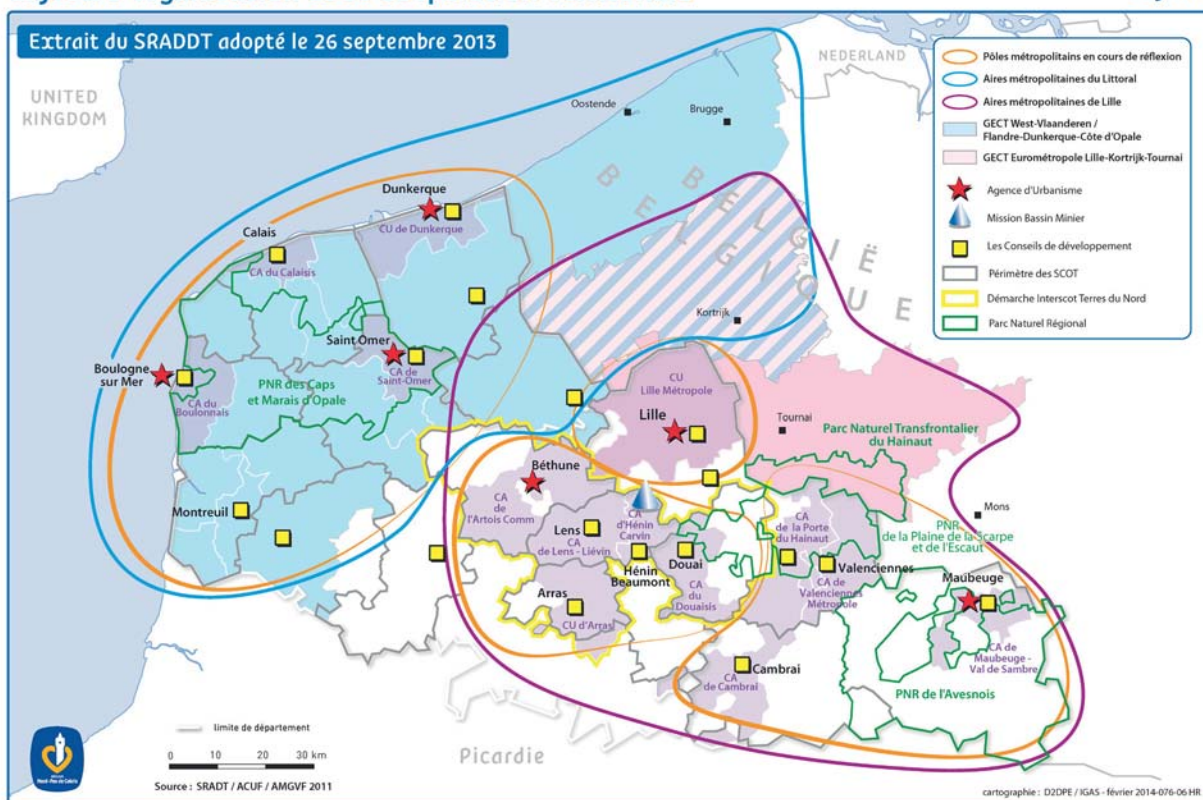 Extrait du SRADDT adopté le 26 septembre 2013
UNITED
KINGDOM
NEDERLAND
Oostende
Brugge
BELGIË
BELGIQUE
Pôles métropolitains en cours de réflexion
Aires métropolitaines du Littoral
Aires métropolitaines de Lille
GECT West-Vlaanderen /
Flandre-Dunkerque-Côte d'Opale
GECT Eurométropole Lille-Kortrijk-Tournai
Agence d'Urbanisme
Mission Bassin Minier
Les Conseils de développement
Périmètre des SCOT
Démarche Interscot Terres du Nord
Parc Naturel Régional
Dunkerque
CU de Dunkerque
Calais
CA du Calaisis
Saint Omer
CA de
Saint-Omer
Boulogne
sur Mer
CA du
Boulonnais
PNR des Caps
et Marais d'Opale
Montreuil
Kortrijk
CU
Lille Métropole
Lille
Tournai
Parc Naturel Transfrontalier
du Hainaut
Mons
Béthune
CA
de
l'Artois Comm
Lens
CA
de Lens - Liévin
CA
d'Hénin
Carvin
Hénin
Beaumont
Douai
CA
du
Douaisis
Arras
CU d'Arras
CA
de la Porte
du Hainaut
PNR
de la Plaine de la Scarpe
et de l'Escaut
Valenciennes
CA de
Valenciennes
Métropole
Maubeuge
CA de
Maubeuge -
Val de Sambre
Cambrai
CA
de Cambrai
PNR de l'Avesnois
Picardie
limite de département
0 10 20 30 km
Source : SRADT / ACUF / AMGVF 2011
Nord-Pas de Calais
cartographie : D2DPE / IGAS - février 2014-076-06 HR